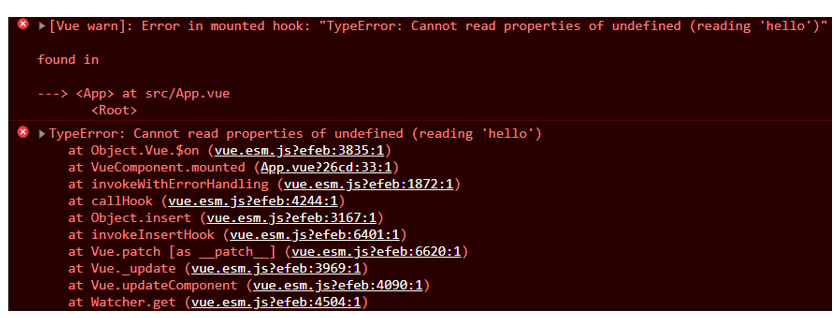 [Vue warn]: Error in mounted hook: "TypeError: Cannot read properties of undefined (reading 'hello')"
found in
---> <App> at src/App.vue
<Root>
TypeError: Cannot read properties of undefined (reading 'hello')
at Object.Vue.$on (vue.esm.js?efeb:3835:1)
at VueComponent.mounted (App.vue?26cd:33:1)
at invokeWithErrorHandling (vue.esm.js?efeb:1872:1)
at callHook (vue.esm.js?efeb:4244:1)
at Object.insert (vue.esm.js?efeb:3167:1)
at invokeInsertHook (vue.esm.js?efeb:6401:1)
at Vue.patch [as __patch__] (vue.esm.js?efeb:6620:1)
at Vue._update (vue.esm.js?efeb:3969:1)
at Vue.updateComponent (vue.esm.js?efeb:4090:1)
at Watcher.get (vue.esm.js?efeb:4504:1)